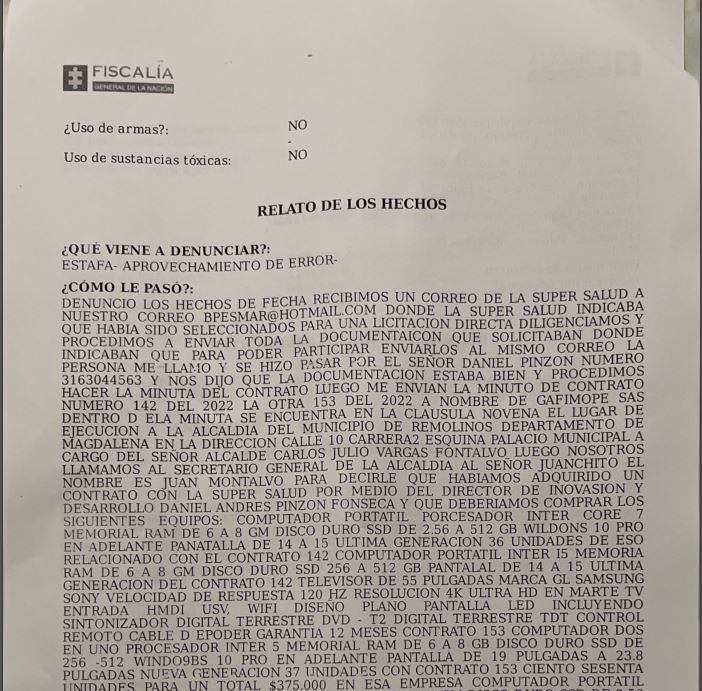 FISCALÍA
GENERAL DE LA NACIÓN
¿Uso de armas?: NO
-
Uso de sustancias tóxicas: NO
RELATO DE LOS HECHOS
¿QUÉ VIENE A DENUNCIAR?:
ESTAFA- APROVECHAMIENTO DE ERROR-
¿CÓMO LE PASÓ?:
DENUNCIO LOS HECHOS DE FECHA RECIBIMOS UN CORREO DE LA SUPER SALUD A
NUESTRO CORREO BPESMAR@HOTMAIL.COM DONDE LA SUPER SALUD INDICABA
QUE HABIA SIDO SELECCIONADOS PARA UNA LICITACION DIRECTA DILIGENCIAMOS Y
PROCEDIMOS A ENVIAR TODA LA DOCUMENTAICON QUE SOLICITABAN DONDE
INDICABAN QUE PARA PODER PARTICIPAR ENVIARLOS AL MISMO CORREO LA
PERSONA ME LLAMO Y SE HIZO PASAR POR EL SEÑOR DANIEL PINZON NUMERO
3163044563 Y NOS DIJO QUE LA DOCUMENTACION ESTABA BIEN Y PROCEDIMOS
HACER LA MINUTA DEL CONTRATO LUEGO ME ENVIAN LA MINUTO DE CONTRATO
NUMERO 142 DEL 2022 LA OTRA 153 DEL 2022 A NOMBRE DE GAFIMOPE SAS
DENTRO D ELA MINUTA SE ENCUENTRA EN LA CLAUSULA NOVENA EL LUGAR DE
EJECUCION A LA ALCALDIA DEL MUNICIPIO DE REMOLINOS DEPARTAMENTO DE
MAGDALENA EN LA DIRECCION CALLE 10 CARRERA2 ESQUINA PALACIO MUNICIPAL A
CARGO DEL SEÑOR ALCALDE CARLOS JULIO VARGAS FONTALVO LUEGO NOSOTROS
LLAMAMOS AL SECRETARIO GENERAL DE LA ALCALDIA AL SEÑOR JUANCHITO EL
NOMBRE ES JUAN MONTALVO PARA DECIRLE QUE HABIAMOS ADQUIRIDO UN
CONTRATO CON LA SUPER SALUD POR MEDIO DEL DIRECTOR DE INOVASION Y
DESARROLLO DANIEL ANDRES PINZON FONSECA Y QUE DEBERIAMOS COMPRAR LOS
SIGUIENTES EQUIPOS: COMPUTADOR PORTATIL PORCESADOR INTER CORE 7
MEMORIAL RAM DE 6 A 8 GM DISCO DURO SSD DE 2.56 A 512 GB WILDONS 10 PRO
EN ADELANTE PANATALLA DE 14 A 15 ULTIMA GENERACION 36 UNIDADES DE ESO
RELACIONADO CON EL CONTRATO 142 COMPUTADOR PORTATIL INTER I5 MEMORIA
RAM DE 6 A 8 GM DISCO DURO SSD 256 A 512 GB PANTALAL DE 14 A 15 ULTIMA
GENERACION DEL CONTRATO 142 TELEVISOR DE 55 PULGADAS MARCA GL SAMSUNG
SONY VELOCIDAD DE RESPUESTA 120 HZ RESOLUCION 4K ULTRA HD EN MARTE TV
ENTRADA HMDI USV, WIFI DISEÑO PLANO PANTALLA LED INCLUYENDO
SINTONIZADOR DIGITAL TERRESTRE DVD - T2 DIGITAL TERRESTRE TDT CONTROL
REMOTO CABLE D EPODER GARANTIA 12 MESES CONTRATO 153 COMPUTADOR DOS
EN UNO PROCESADOR INTER 5 MEMORIAL RAM DE 6 A 8 GB DISCO DURO SSD DE
256 -512 WINDO9BS 10 PRO EN ADELANTE PANTALLA DE 19 PULGADAS A 23.8
PULGADAS NUEVA GENERACION 37 UNIDADES CON CONTRATO 153 CIENTO SESENTA
UNIDADES PARA UN TOTAL $375.000 EN ESA EMPRESA COMPUTADOR PORTATIL